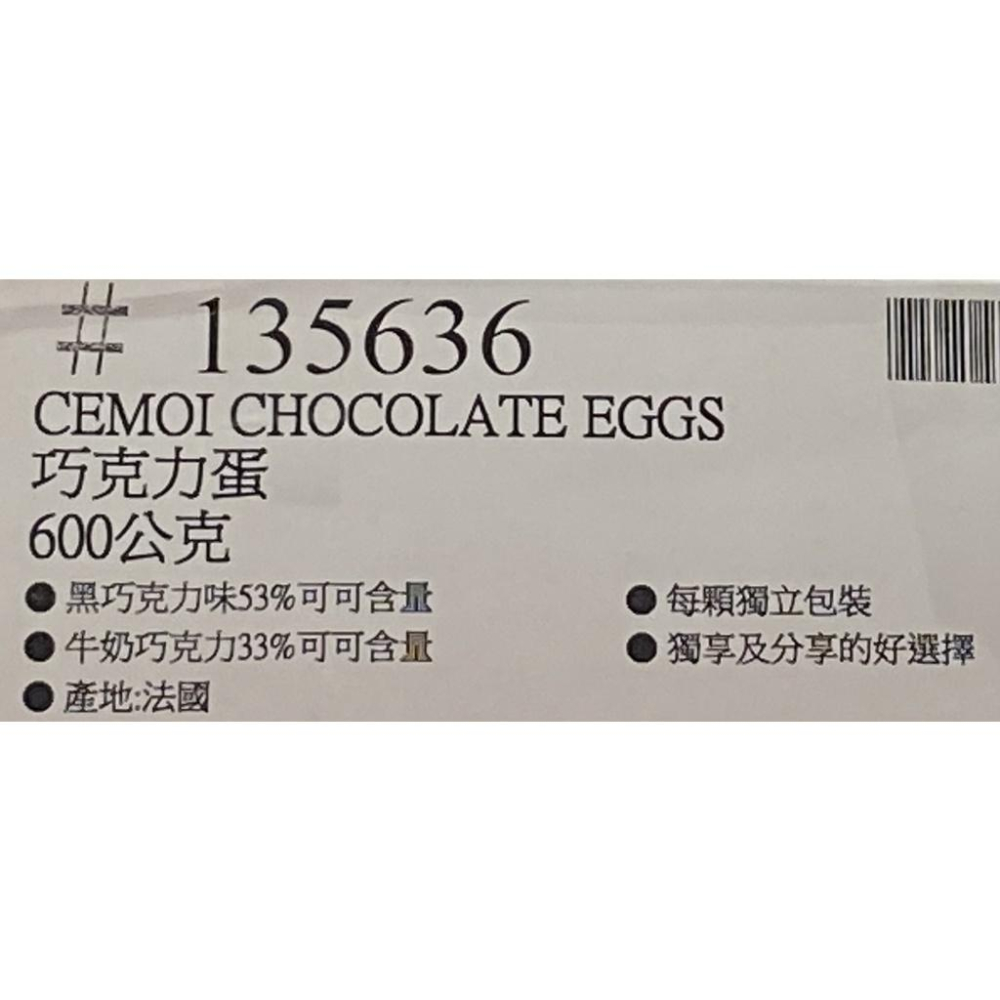 # 135636
CEMOI CHOCOLATE EGGS
巧克力蛋
600公克
● 黑巧克力味53%可可含量
● 牛奶巧克力33%可可含量
● 產地:法國
● 每顆獨立包裝
● 獨享及分享的好選擇